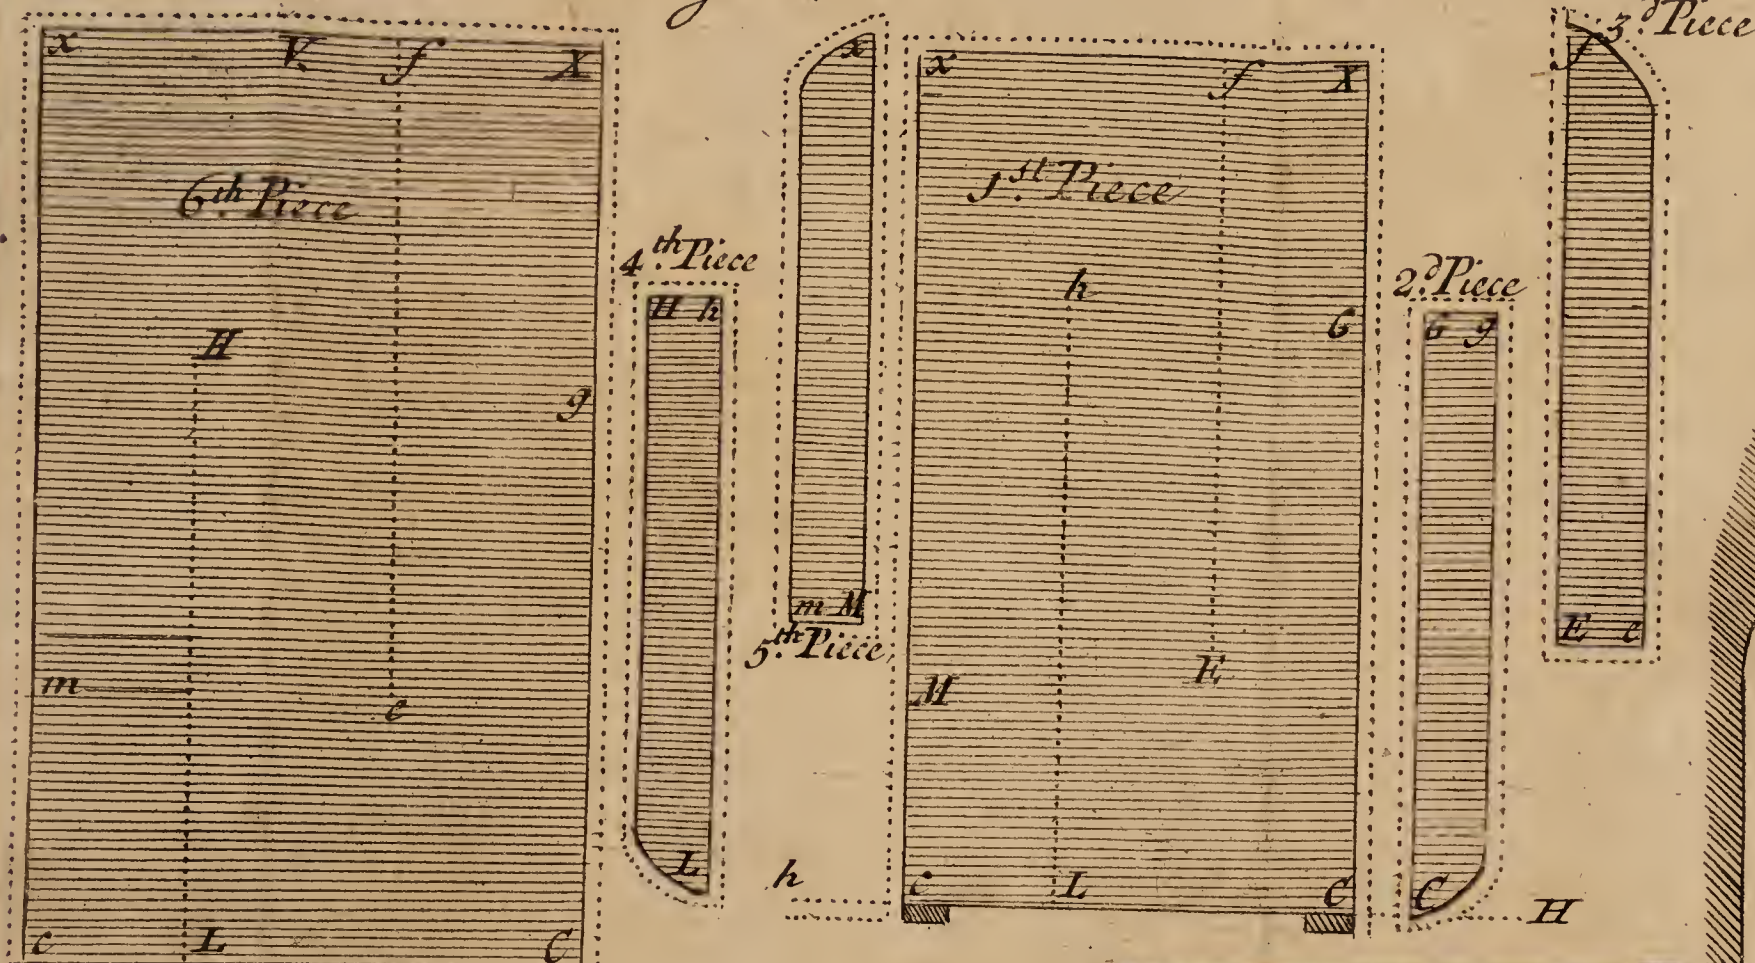 x V. f X
6th. Piece
H
g
m
e
c L C
4th. Piece
H h
L
x
m M
5th. Piece
x f X
1st Piece
h
G
M
E
c L C
h
2d. Piece
G g
C
H
3d. Piece
f
E e